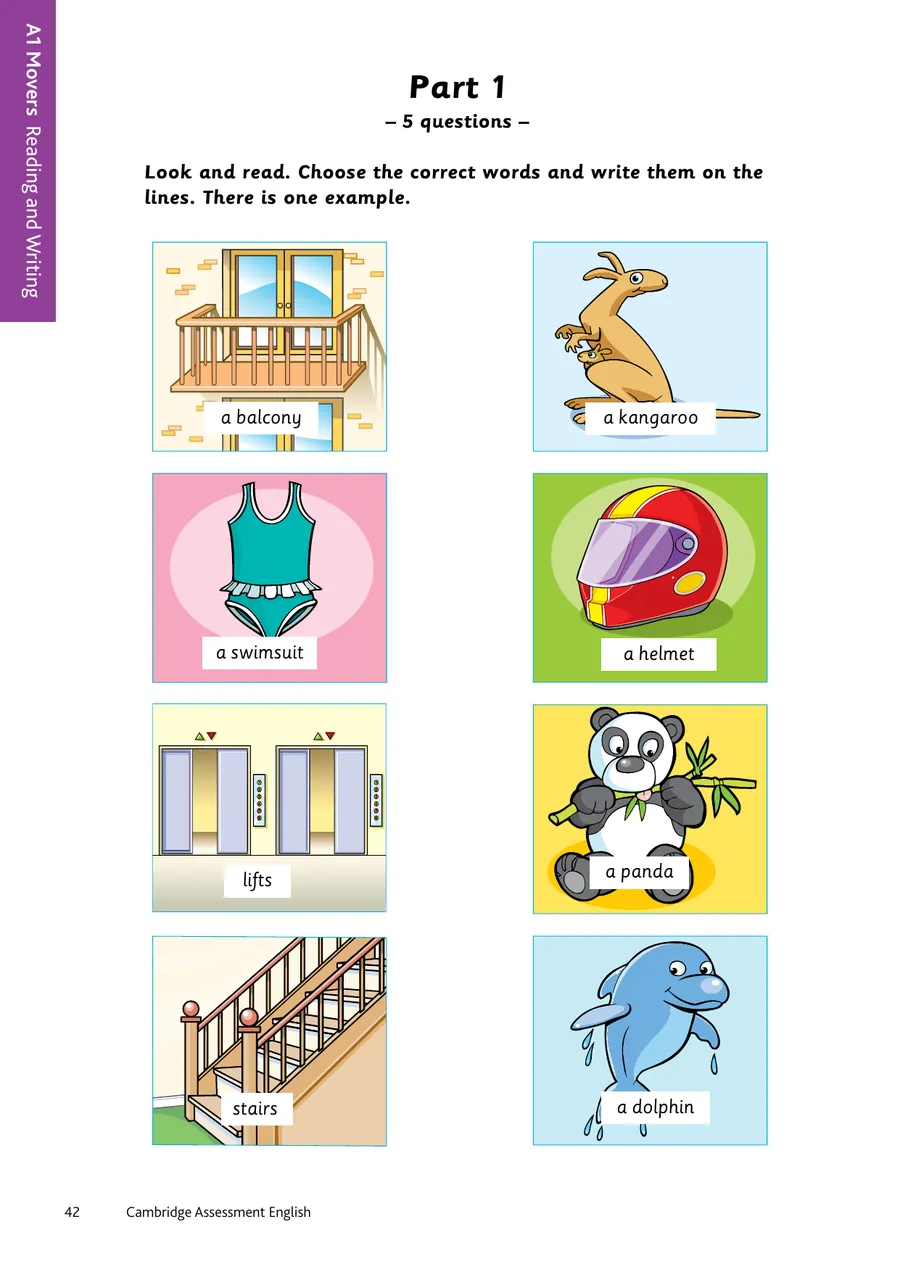 A1 Movers Reading and Writing
Part 1
– 5 questions –
Look and read. Choose the correct words and write them on the
lines. There is one example.
a balcony
a kangaroo
a swimsuit
a helmet
lifts
a panda
stairs
a dolphin
42
Cambridge Assessment English